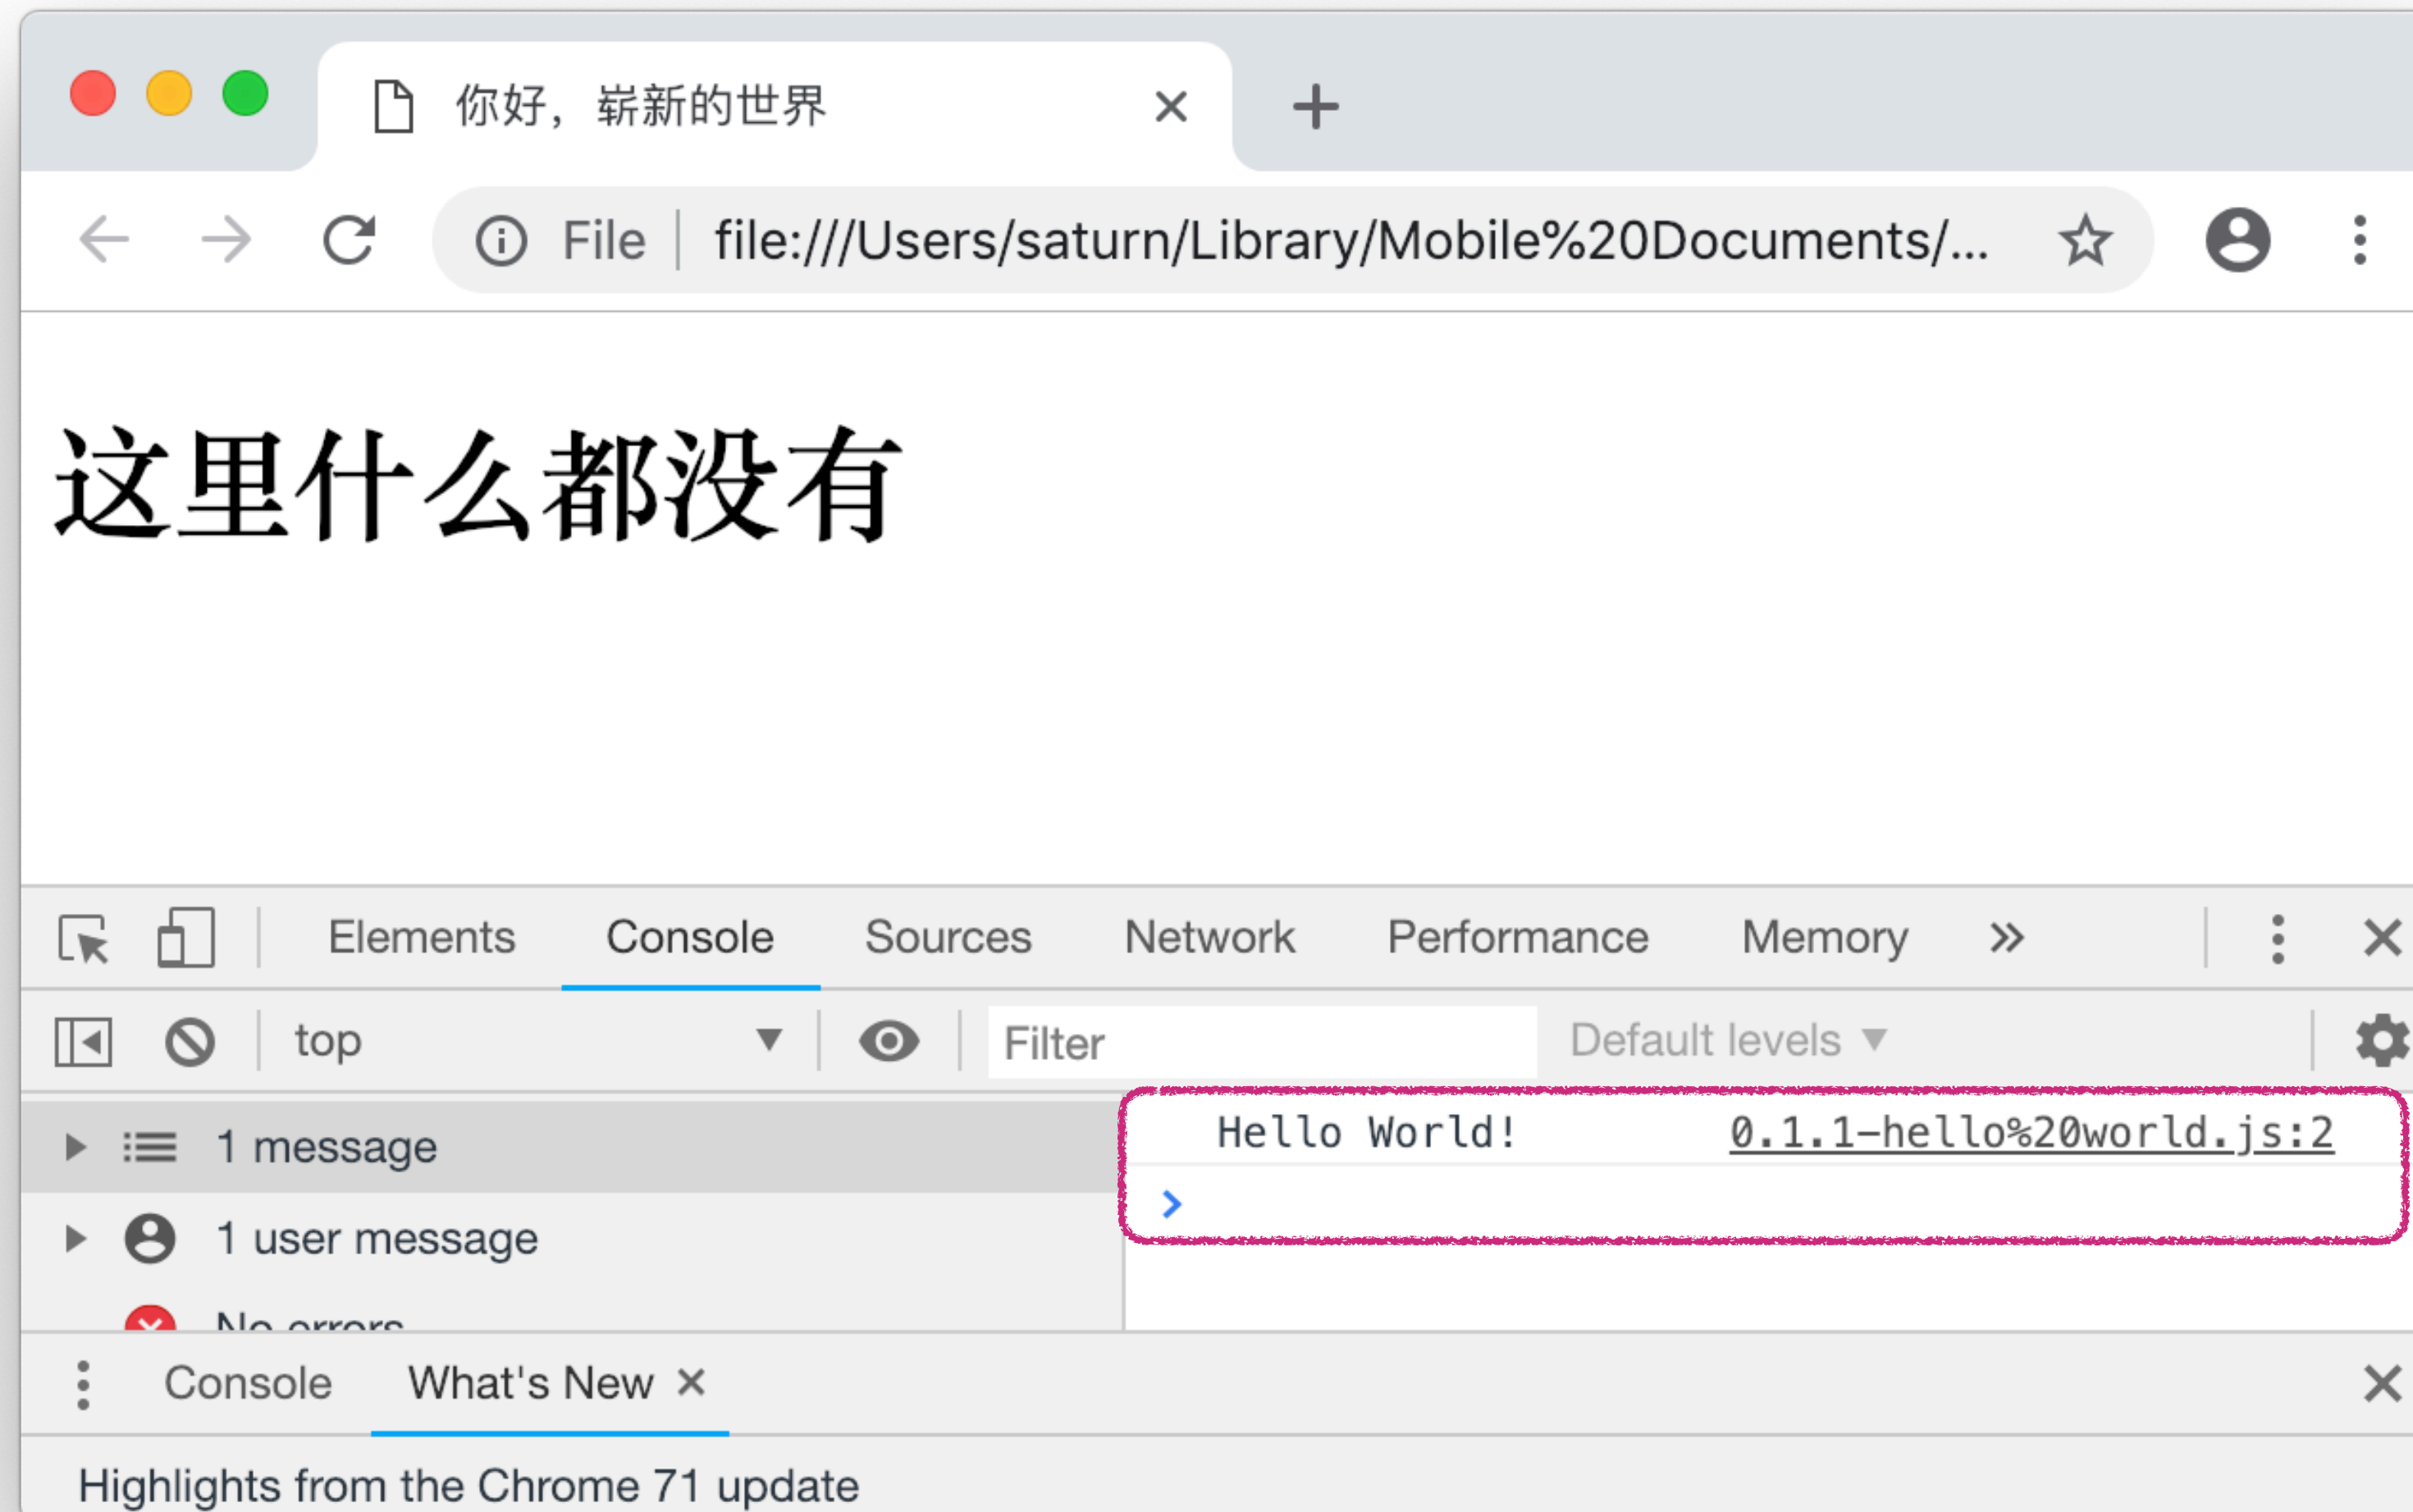 你好，崭新的世界
File file:///Users/saturn/Library/Mobile%20Documents/...
这里什么都没有
Elements Console Sources Network Performance Memory
top Filter Default levels
1 message
Hello World! 0.1.1-hello%20world.js:2
1 user message
No errors
Console What's New
Highlights from the Chrome 71 update